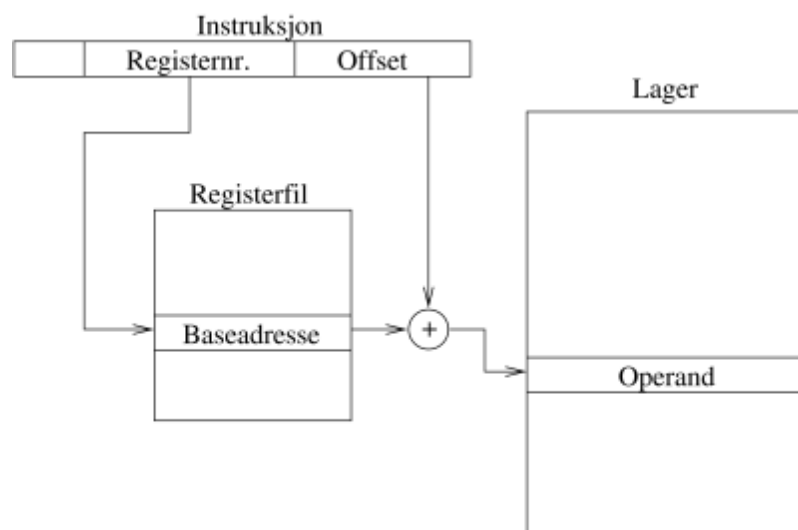 Instruksjon
Registernr. Offset
Lager
Registerfil
Baseadresse +
Operand